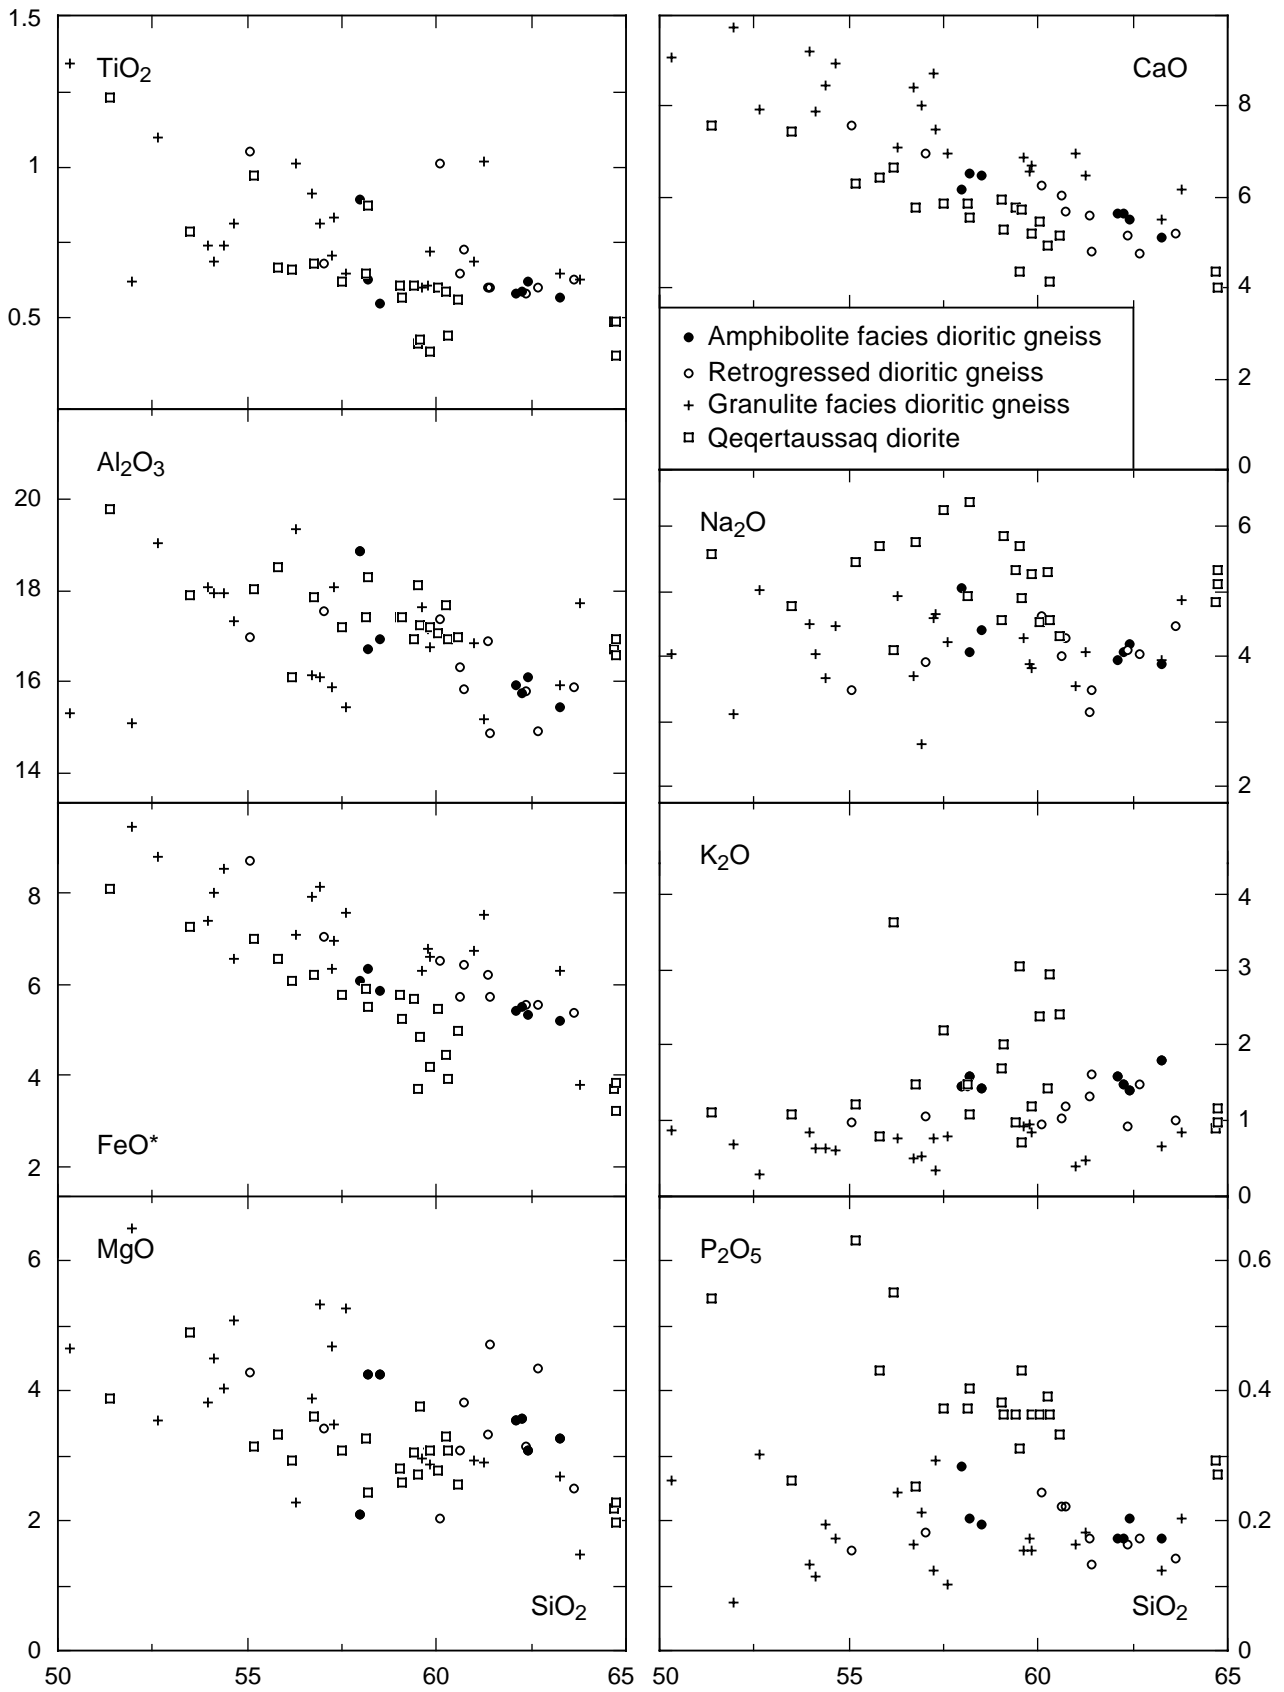 1.5
1
0.5
TiO2
20
18
16
14
Al2O3
8
6
4
2
FeO*
6
4
2
0
MgO
SiO2
50
55
60
65
CaO
8
6
4
2
0
Amphibolite facies dioritic gneiss
Retrogressed dioritic gneiss
Granulite facies dioritic gneiss
Qeqertaussaq diorite
Na2O
6
4
2
K2O
4
3
2
1
0
P2O5
0.6
0.4
0.2
0
SiO2
50
55
60
65